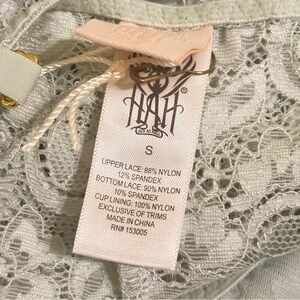 HAH
®
S
UPPER LACE: 88% NYLON
12% SPANDEX
BOTTOM LACE: 90% NYLON
10% SPANDEX
CUP LINING: 100% NYLON
EXCLUSIVE OF TRIMS
MADE IN CHINA
RN# 153005